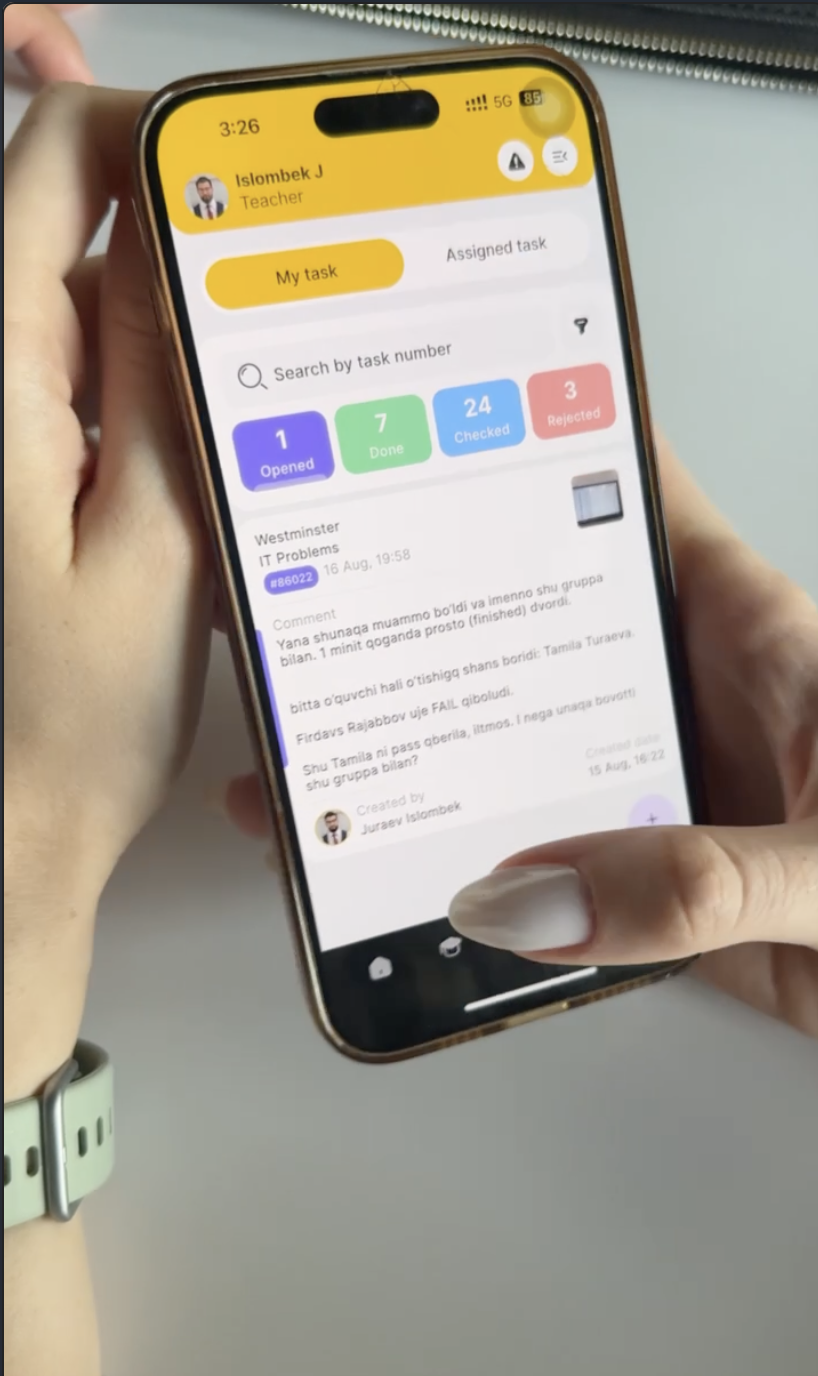 3:26
5G 85
Islombek J
Teacher
My task
Assigned task
Search by task number
1
Opened
7
Done
24
Checked
3
Rejected
Westminster
IT Problems
#86022 16 Aug, 19:58
Comment
Yana shunaqa muammo bo'ldi va imenno shu gruppa
bilan. 1 minit qoganda prosto (finished) dvordi.
bitta o'quvchi hali o'tishigq shans boridi: Tamila Turaeva.
Firdavs Rajabbov uje FAIL qiboludi.
Shu Tamila ni pass qberila, iltmos. I nega unaqa bovotti
shu gruppa bilan?
Created by
Juraev Islombek
Created date
15 Aug, 16:22